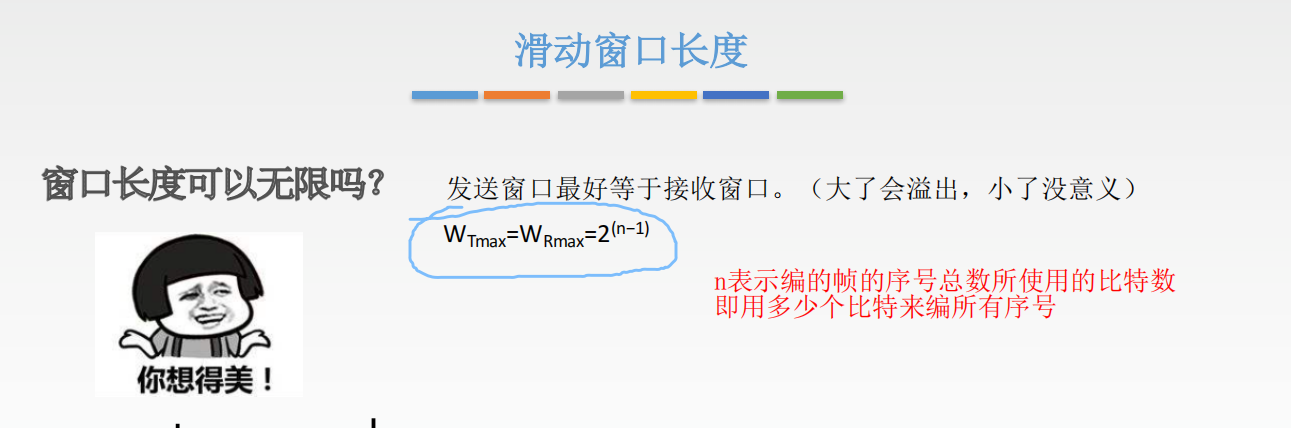 滑动窗口长度
窗口长度可以无限吗？
发送窗口最好等于接收窗口。（大了会溢出，小了没意义）
WTmax=WRmax=2(n−1)
n表示编的帧的序号总数所使用的比特数
即用多少个比特来编所有序号
你想得美！